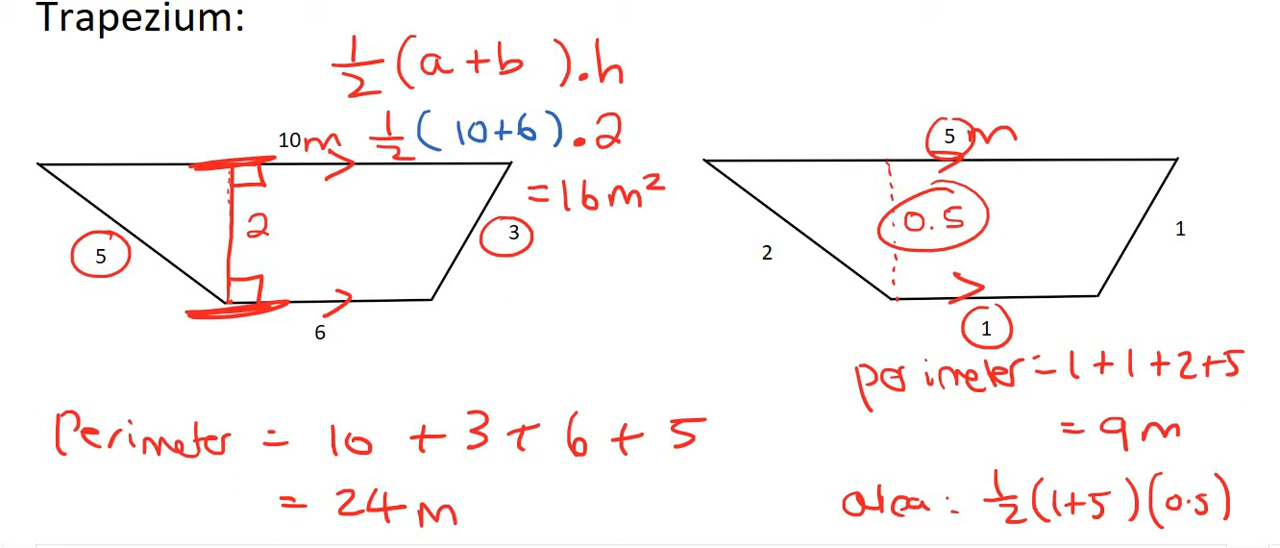 Trapezium:
1/2 (a+b).h
10m
1/2 (10+6).2
= 16m²
5
2
3
6
Perimeter = 10 + 3 + 6 + 5
= 24m
5 m
0.5
2
1
1
perimeter = 1 + 1 + 2 + 5
= 9m
area : 1/2 (1+5)(0.5)